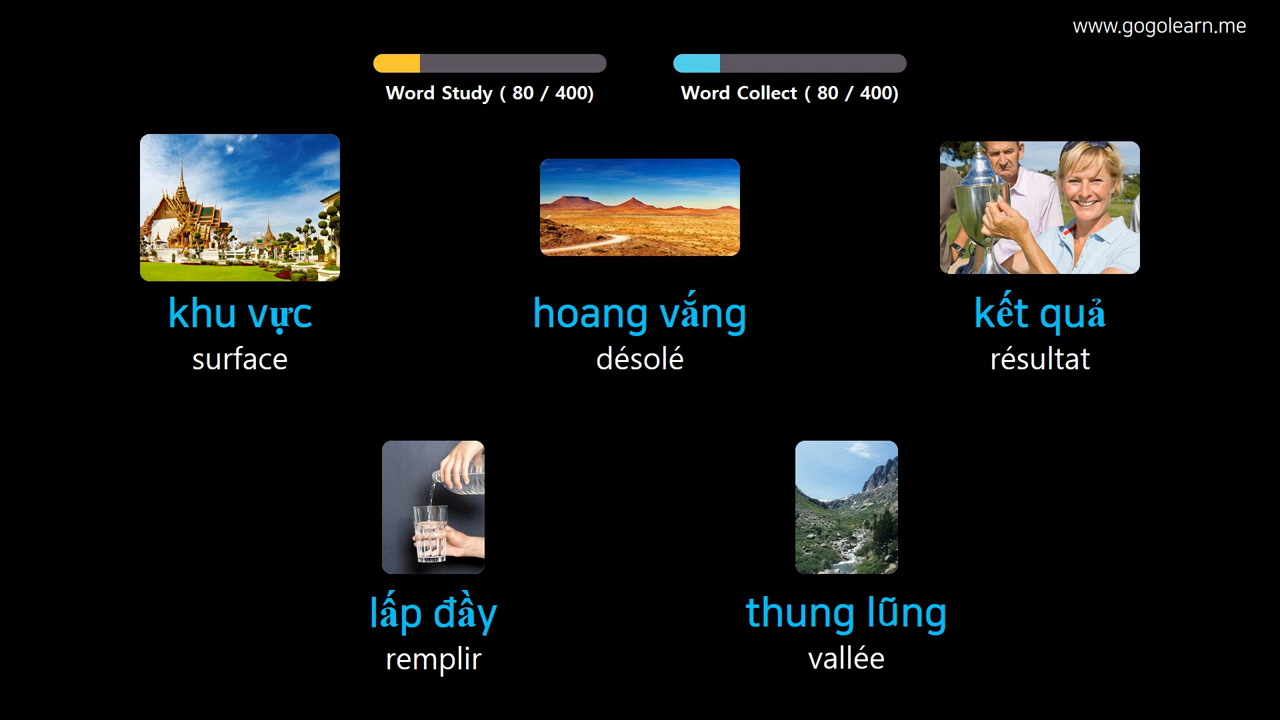 www.gogolearn.me
Word Study ( 80 / 400)
Word Collect ( 80 / 400)
khu vực
surface
hoang vắng
désolé
kết quả
résultat
lấp đầy
remplir
thung lũng
vallée